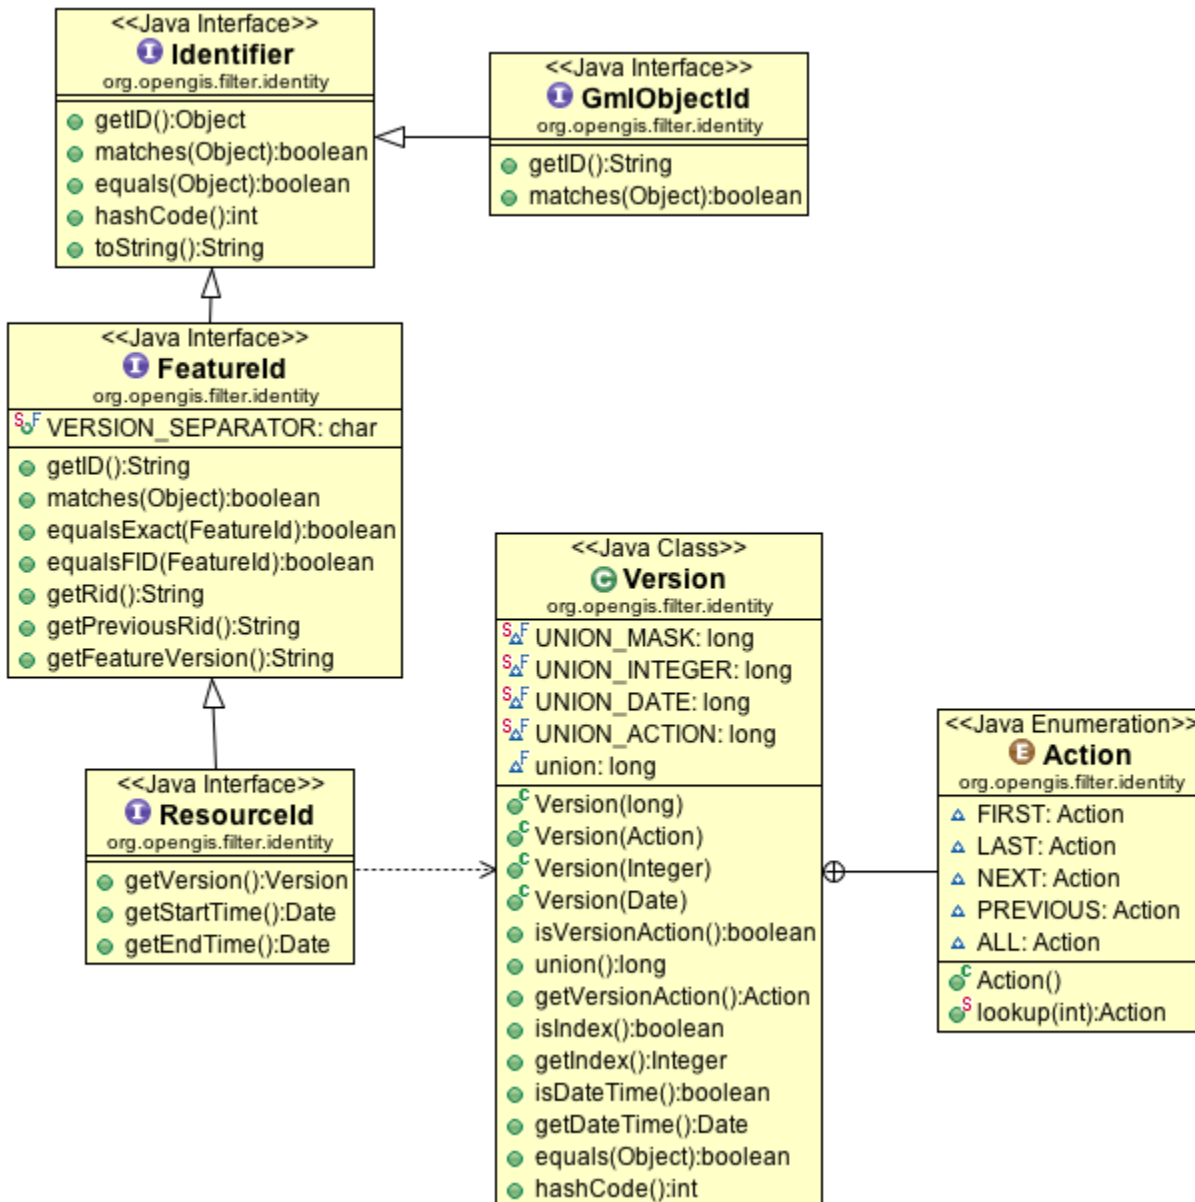 <<Java Interface>>
I Identifier
org.opengis.filter.identity
getID():Object
matches(Object):boolean
equals(Object):boolean
hashCode():int
toString():String
<<Java Interface>>
I GmlObjectId
org.opengis.filter.identity
getID():String
matches(Object):boolean
<<Java Interface>>
I FeatureId
org.opengis.filter.identity
S F VERSION_SEPARATOR: char
getID():String
matches(Object):boolean
equalsExact(FeatureId):boolean
equalsFID(FeatureId):boolean
getRid():String
getPreviousRid():String
getFeatureVersion():String
<<Java Interface>>
I ResourceId
org.opengis.filter.identity
getVersion():Version
getStartTime():Date
getEndTime():Date
<<Java Class>>
C Version
org.opengis.filter.identity
S F UNION_MASK: long
S F UNION_INTEGER: long
S F UNION_DATE: long
S F UNION_ACTION: long
F union: long
C Version(long)
C Version(Action)
C Version(Integer)
C Version(Date)
isVersionAction():boolean
union():long
getVersionAction():Action
isIndex():boolean
getIndex():Integer
isDateTime():boolean
getDateTime():Date
equals(Object):boolean
hashCode():int
<<Java Enumeration>>
E Action
org.opengis.filter.identity
FIRST: Action
LAST: Action
NEXT: Action
PREVIOUS: Action
ALL: Action
C Action()
S lookup(int):Action